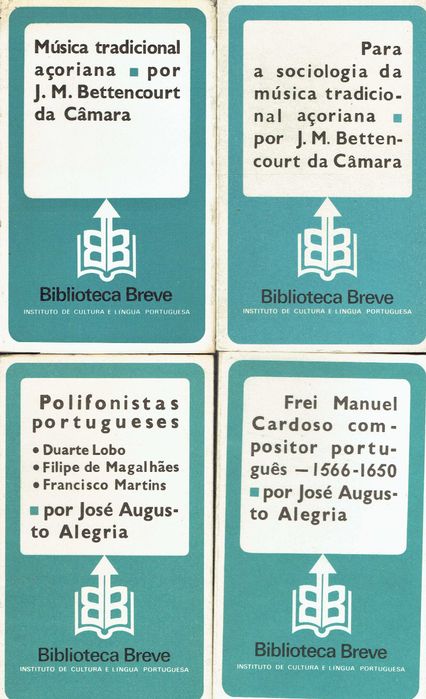 Música tradicional
açoriana ■ por
J. M. Bettencourt
da Câmara
Biblioteca Breve
INSTITUTO DE CULTURA E LÍNGUA PORTUGUESA
Para
a sociologia da
música tradicio-
nal açoriana ■
por J. M. Betten-
court da Câmara
Biblioteca Breve
INSTITUTO DE CULTURA E LÍNGUA PORTUGUESA
Polifonistas
portugueses
• Duarte Lobo
• Filipe de Magalhães
• Francisco Martins
■ por José Augus-
to Alegria
Biblioteca Breve
INSTITUTO DE CULTURA E LÍNGUA PORTUGUESA
Frei Manuel
Cardoso com-
positor portu-
guês — 1566-1650
■ por José Augus-
to Alegria
Biblioteca Breve
INSTITUTO DE CULTURA E LÍNGUA PORTUGUESA